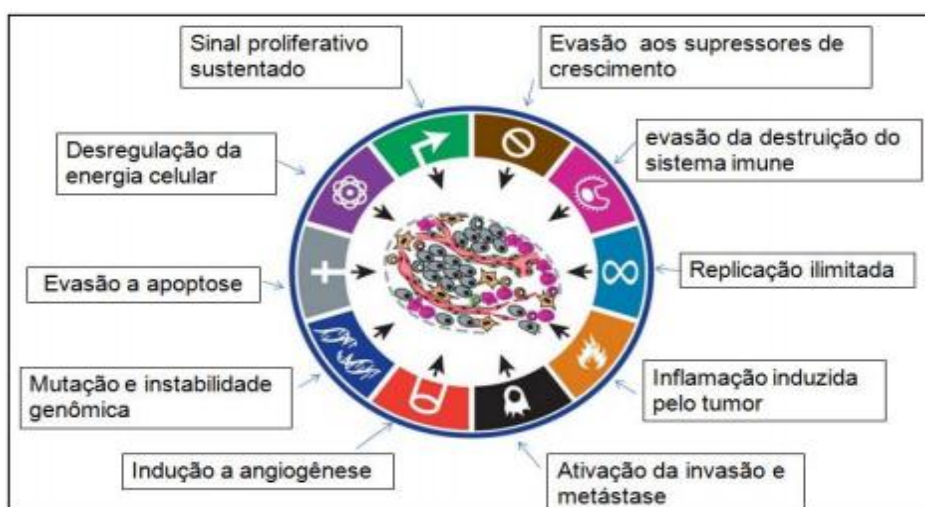 Sinal proliferativo
sustentado
Evasão aos supressores de
crescimento
Desregulação da
energia celular
evasão da destruição do
sistema imune
Evasão a apoptose
Replicação ilimitada
Mutação e instabilidade
genômica
Inflamação induzida
pelo tumor
Indução a angiogênese
Ativação da invasão e
metástase